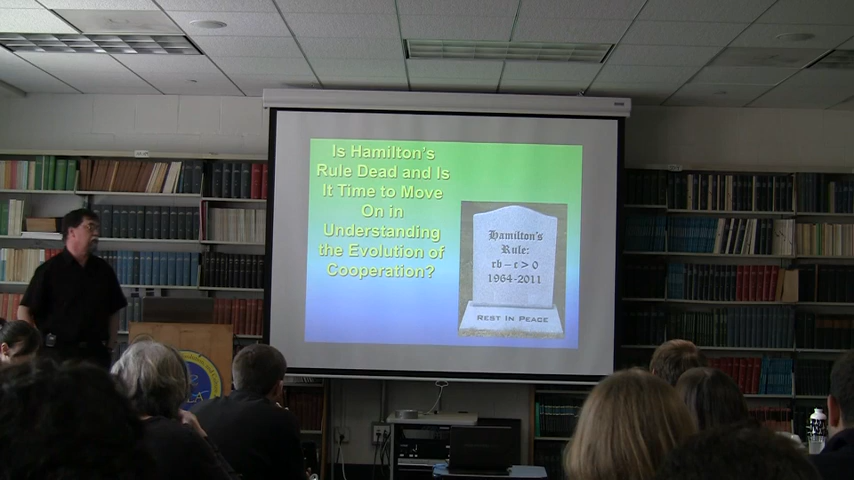 Is Hamilton's
Rule Dead and Is
It Time to Move
On in
Understanding
the Evolution of
Cooperation?
Hamilton's
Rule:
rb – c > 0
1964-2011
REST IN PEACE